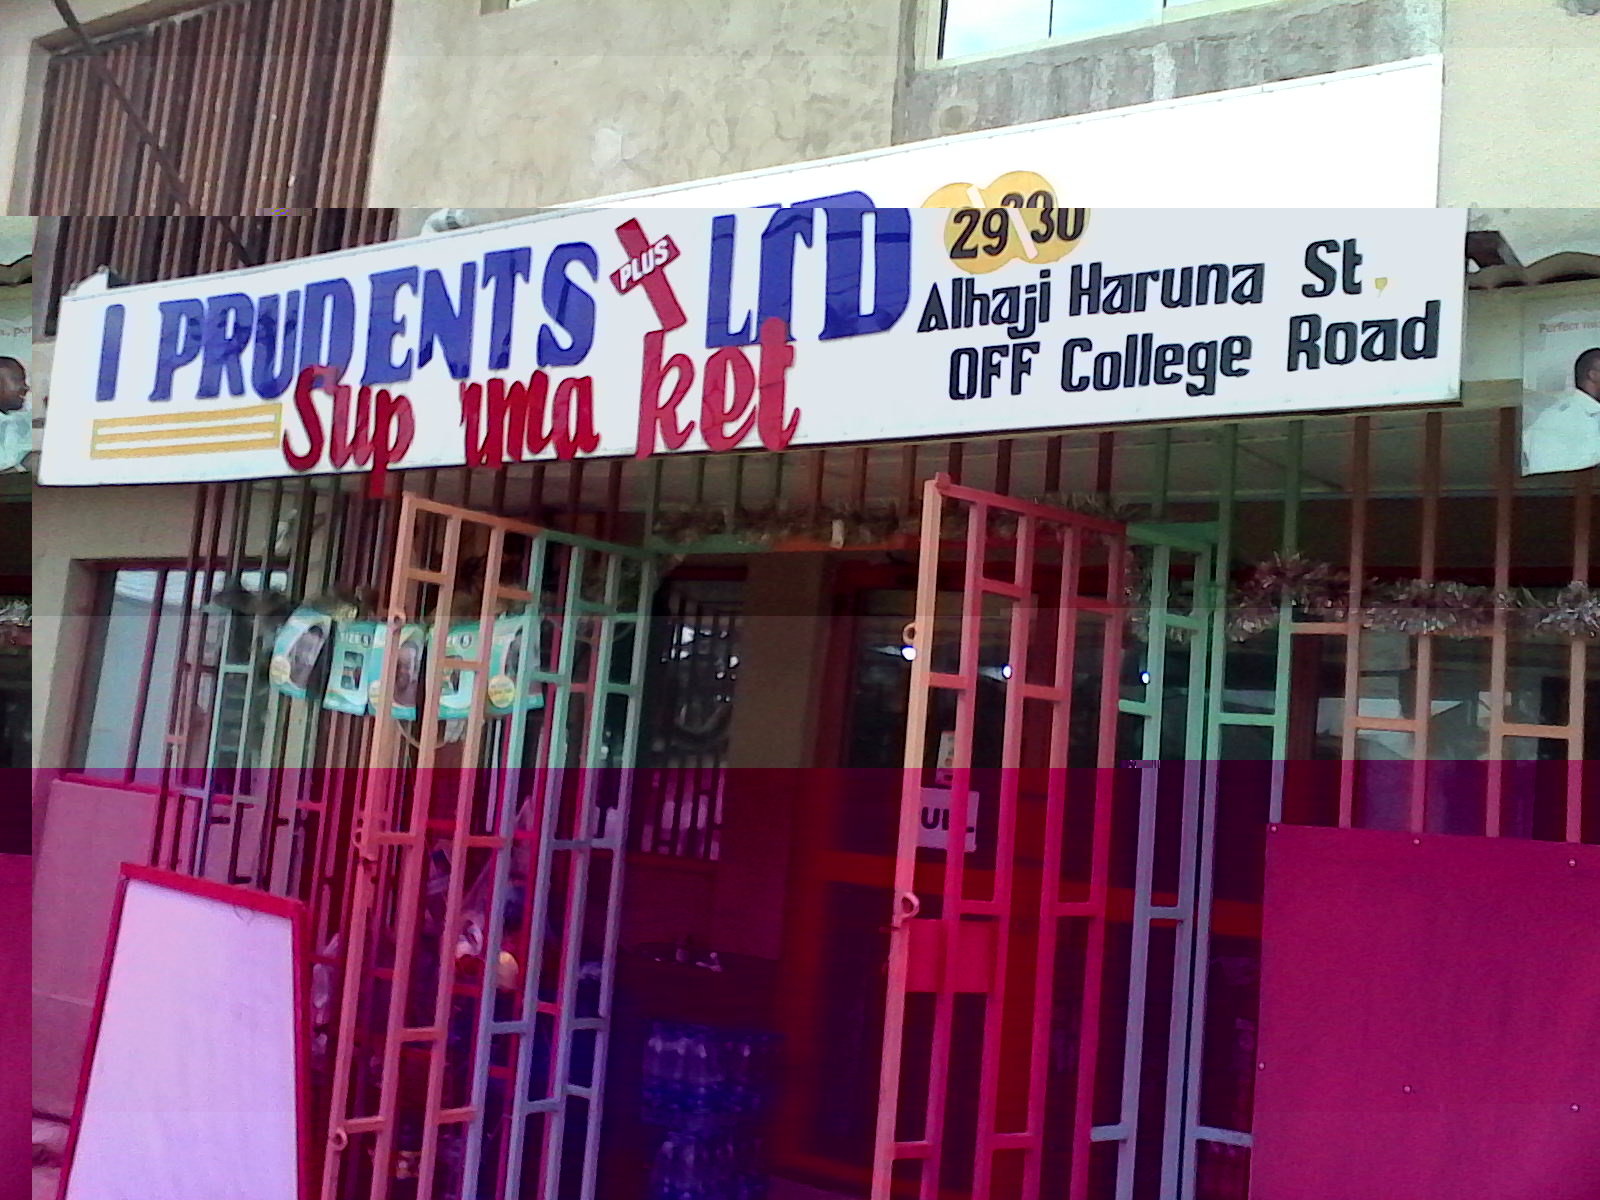 I PRUDENTS PLUS LTD
Sup uma ket
29/30
Alhaji Haruna St.
OFF College Road